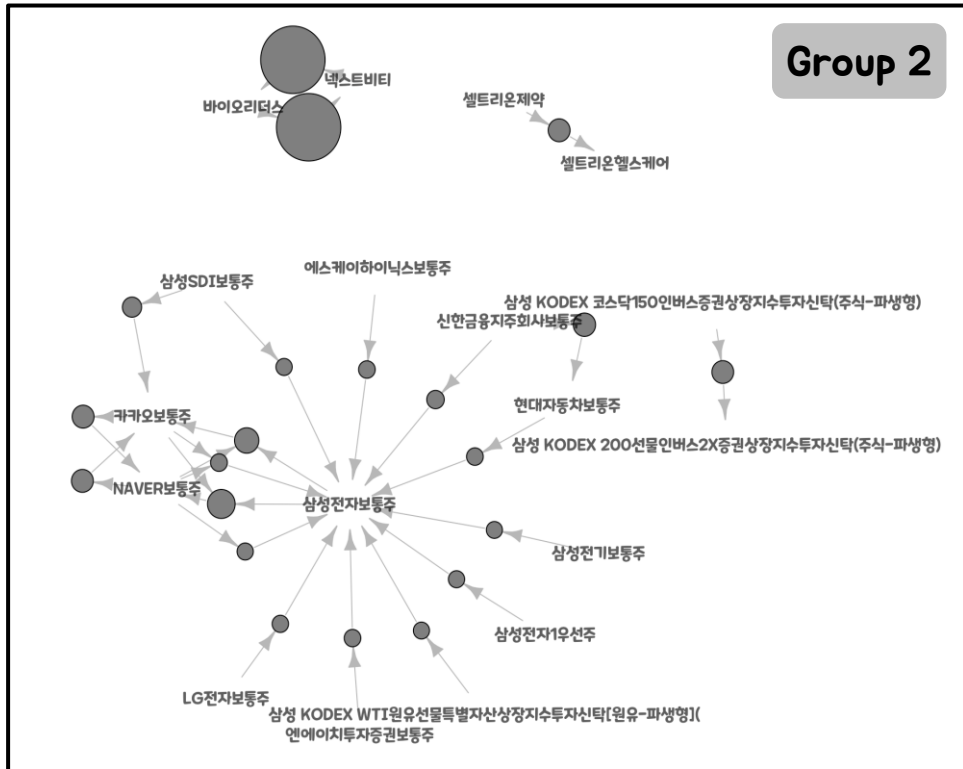 Group 2
넥스트비티
바이오리더스
셀트리온제약
셀트리온헬스케어
에스케이하이닉스보통주
삼성SDI보통주
삼성 KODEX 코스닥150인버스증권상장지수투자신탁(주식-파생형)
신한금융지주회사보통주
카카오보통주
현대자동차보통주
삼성 KODEX 200선물인버스2X증권상장지수투자신탁(주식-파생형)
NAVER보통주
삼성전자보통주
삼성전기보통주
삼성전자1우선주
LG전자보통주
삼성 KODEX WTI원유선물특별자산상장지수투자신탁[원유-파생형](
엔에이치투자증권보통주